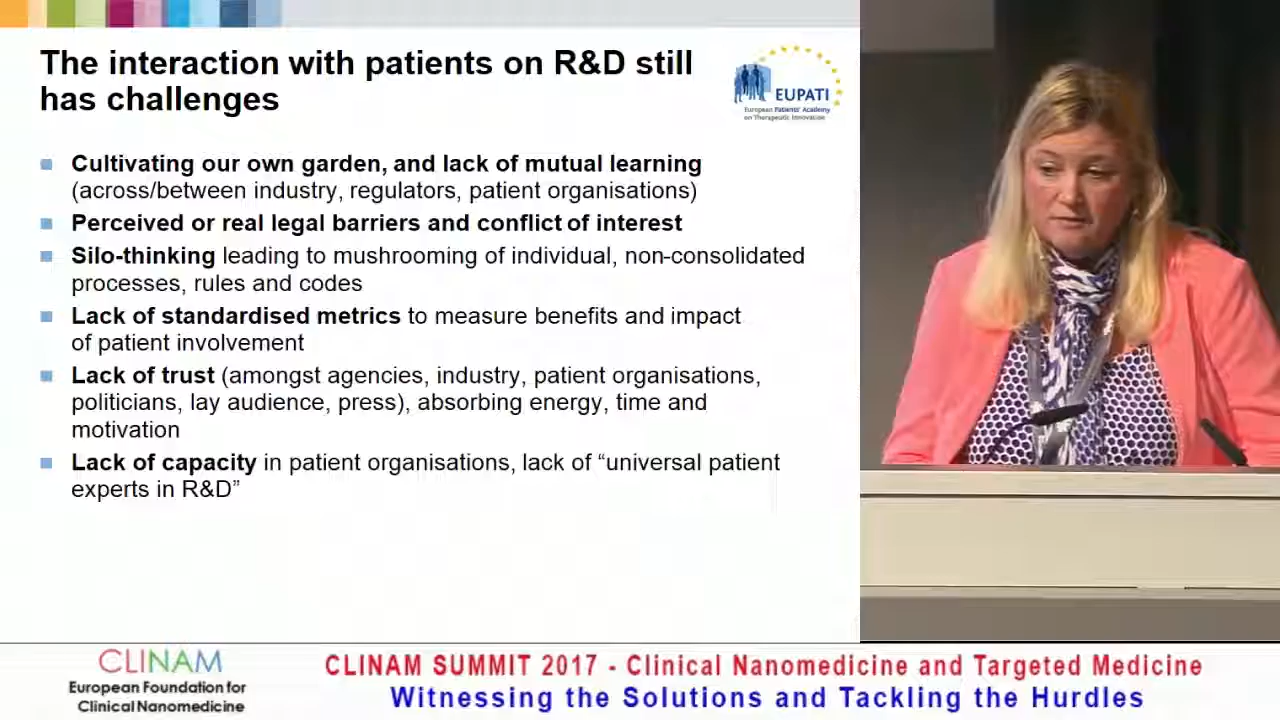 The interaction with patients on R&D still
has challenges
EUPATI
European Patients' Academy
on Therapeutic Innovation
Cultivating our own garden, and lack of mutual learning
(across/between industry, regulators, patient organisations)
Perceived or real legal barriers and conflict of interest
Silo-thinking leading to mushrooming of individual, non-consolidated
processes, rules and codes
Lack of standardised metrics to measure benefits and impact
of patient involvement
Lack of trust (amongst agencies, industry, patient organisations,
politicians, lay audience, press), absorbing energy, time and
motivation
Lack of capacity in patient organisations, lack of “universal patient
experts in R&D”
CLINAM
European Foundation for
Clinical Nanomedicine
CLINAM SUMMIT 2017 - Clinical Nanomedicine and Targeted Medicine
Witnessing the Solutions and Tackling the Hurdles